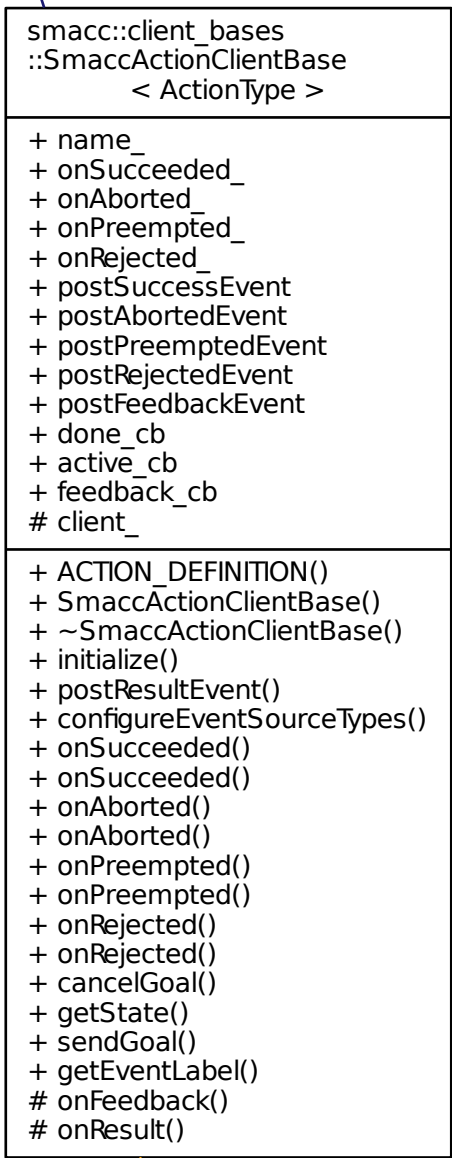 smacc::client_bases
::SmaccActionClientBase
< ActionType >
+ name_
+ onSucceeded_
+ onAborted_
+ onPreempted_
+ onRejected_
+ postSuccessEvent
+ postAbortedEvent
+ postPreemptedEvent
+ postRejectedEvent
+ postFeedbackEvent
+ done_cb
+ active_cb
+ feedback_cb
# client_
+ ACTION_DEFINITION()
+ SmaccActionClientBase()
+ ~SmaccActionClientBase()
+ initialize()
+ postResultEvent()
+ configureEventSourceTypes()
+ onSucceeded()
+ onSucceeded()
+ onAborted()
+ onAborted()
+ onPreempted()
+ onPreempted()
+ onRejected()
+ onRejected()
+ cancelGoal()
+ getState()
+ sendGoal()
+ getEventLabel()
# onFeedback()
# onResult()